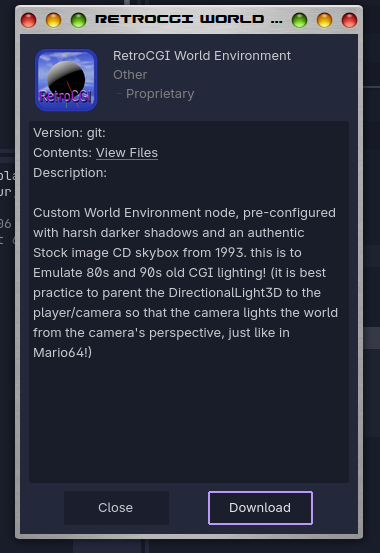 RETROCGI WORLD ...
RetroCGI
RetroCGI World Environment
Other
Proprietary
Version: git:
Contents: View Files
Description:
Custom World Environment node, pre-configured
with harsh darker shadows and an authentic
Stock image CD skybox from 1993. this is to
Emulate 80s and 90s old CGI lighting! (it is best
practice to parent the DirectionalLight3D to the
player/camera so that the camera lights the world
from the camera's perspective, just like in
Mario64!)
Close
Download